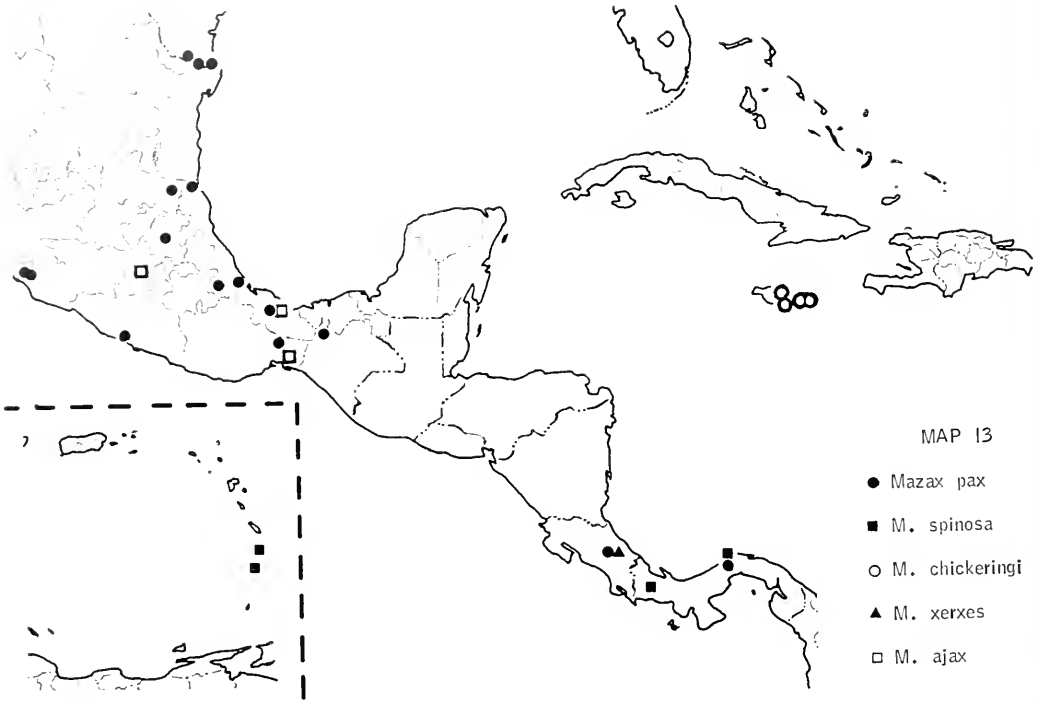 MAP 13
Mazax pax
M. spinosa
M. chickeringi
M. xerxes
M. ajax